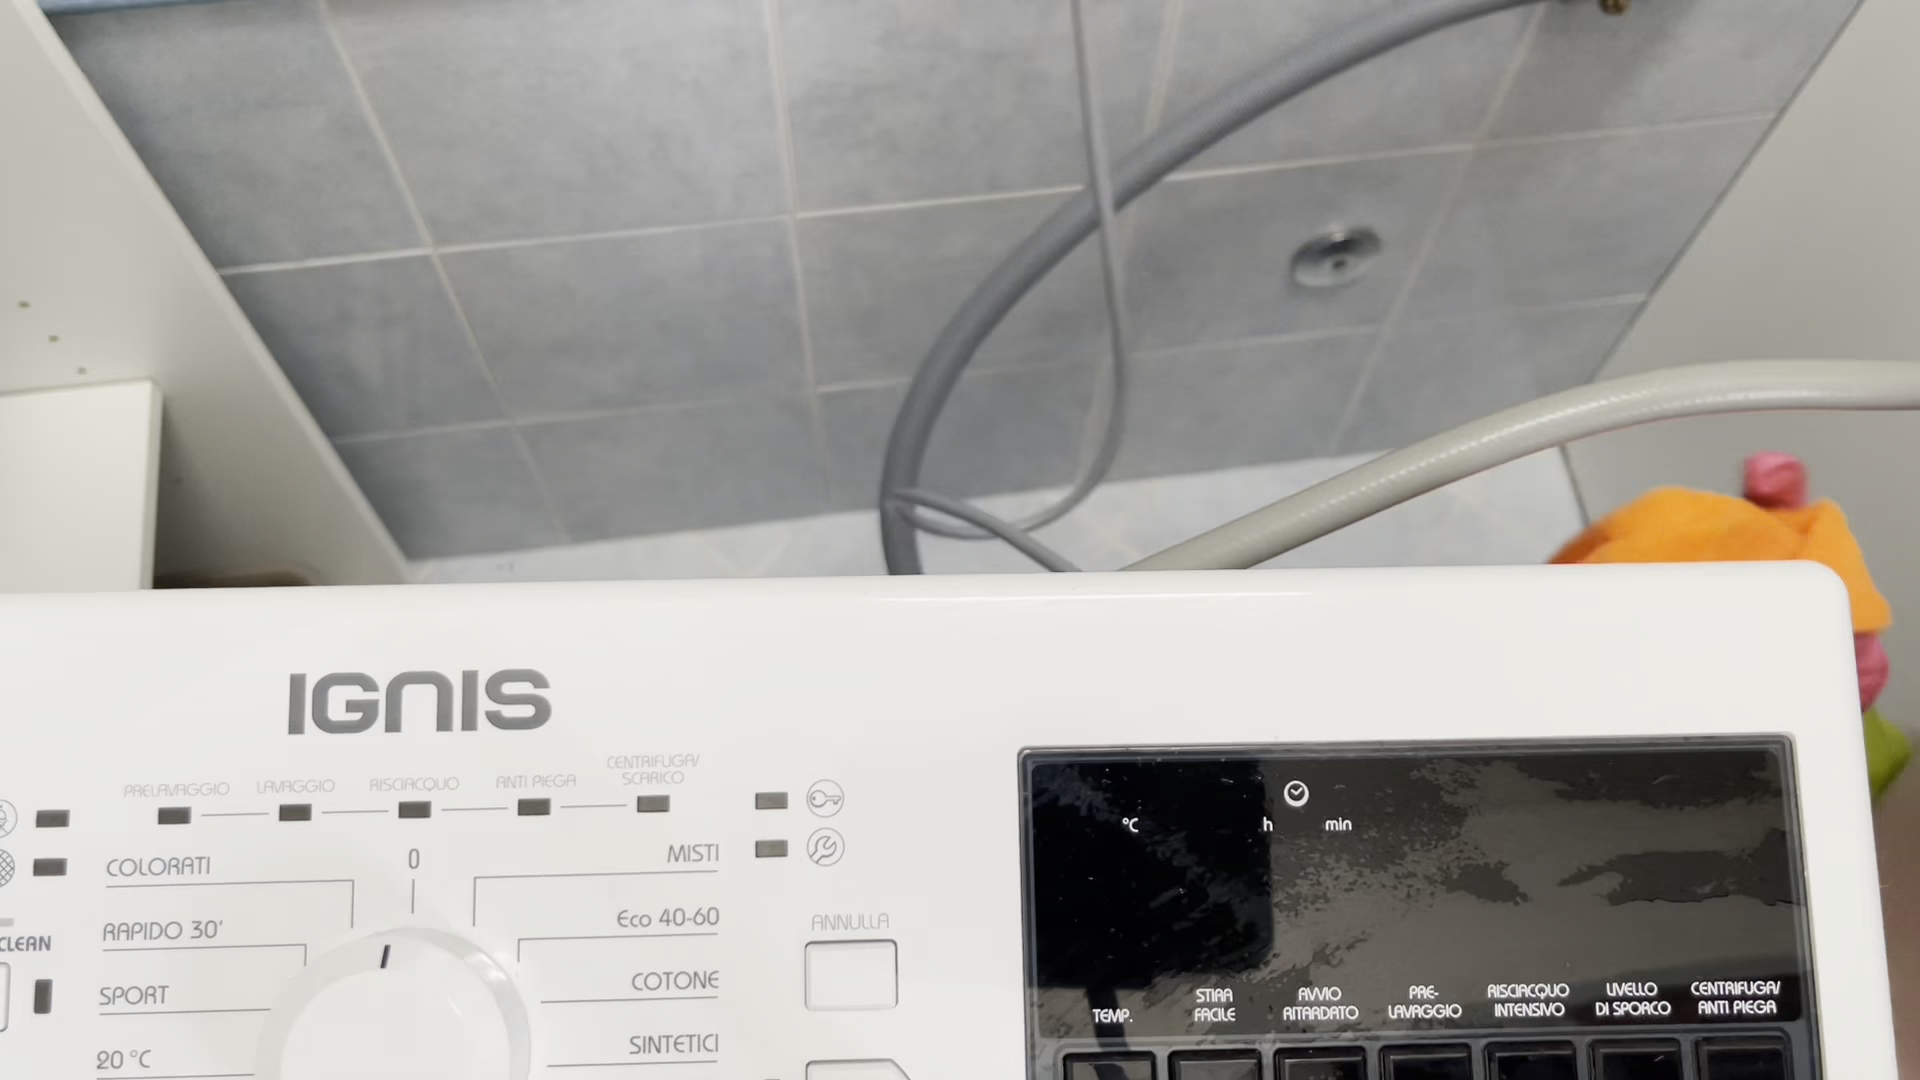 IGNIS
PRELAVAGGIO
LAVAGGIO
RISCIACQUO
ANTI PIEGA
CENTRIFUGA/
SCARICO
COLORATI
0
MISTI
RAPIDO 30'
Eco 40-60
CLEAN
SPORT
COTONE
20 °C
SINTETICI
ANNULLA
°C
h
min
TEMP.
STIRA
FACILE
AVVIO
RITARDATO
PRE-
LAVAGGIO
RISCIACQUO
INTENSIVO
LIVELLO
DI SPORCO
CENTRIFUGA/
ANTI PIEGA